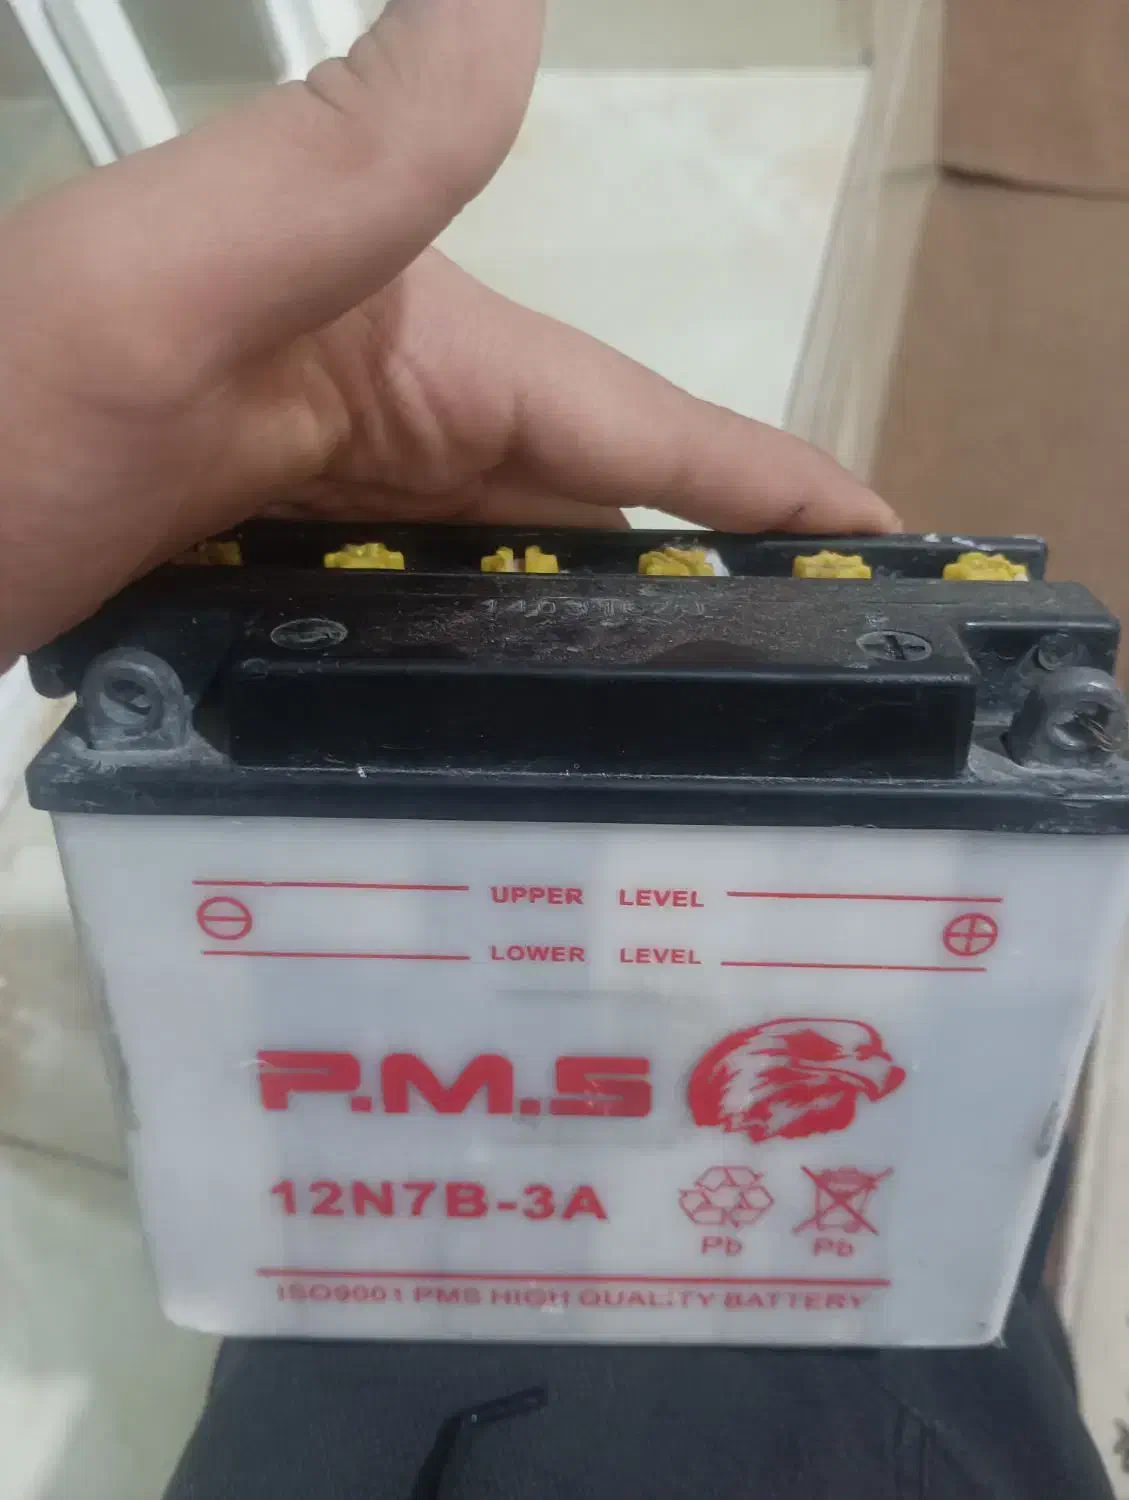 UPPER LEVEL
LOWER LEVEL
P.M.S
12N7B-3A
Pb Pb
ISO9001 PMS HIGH QUALITY BATTERY